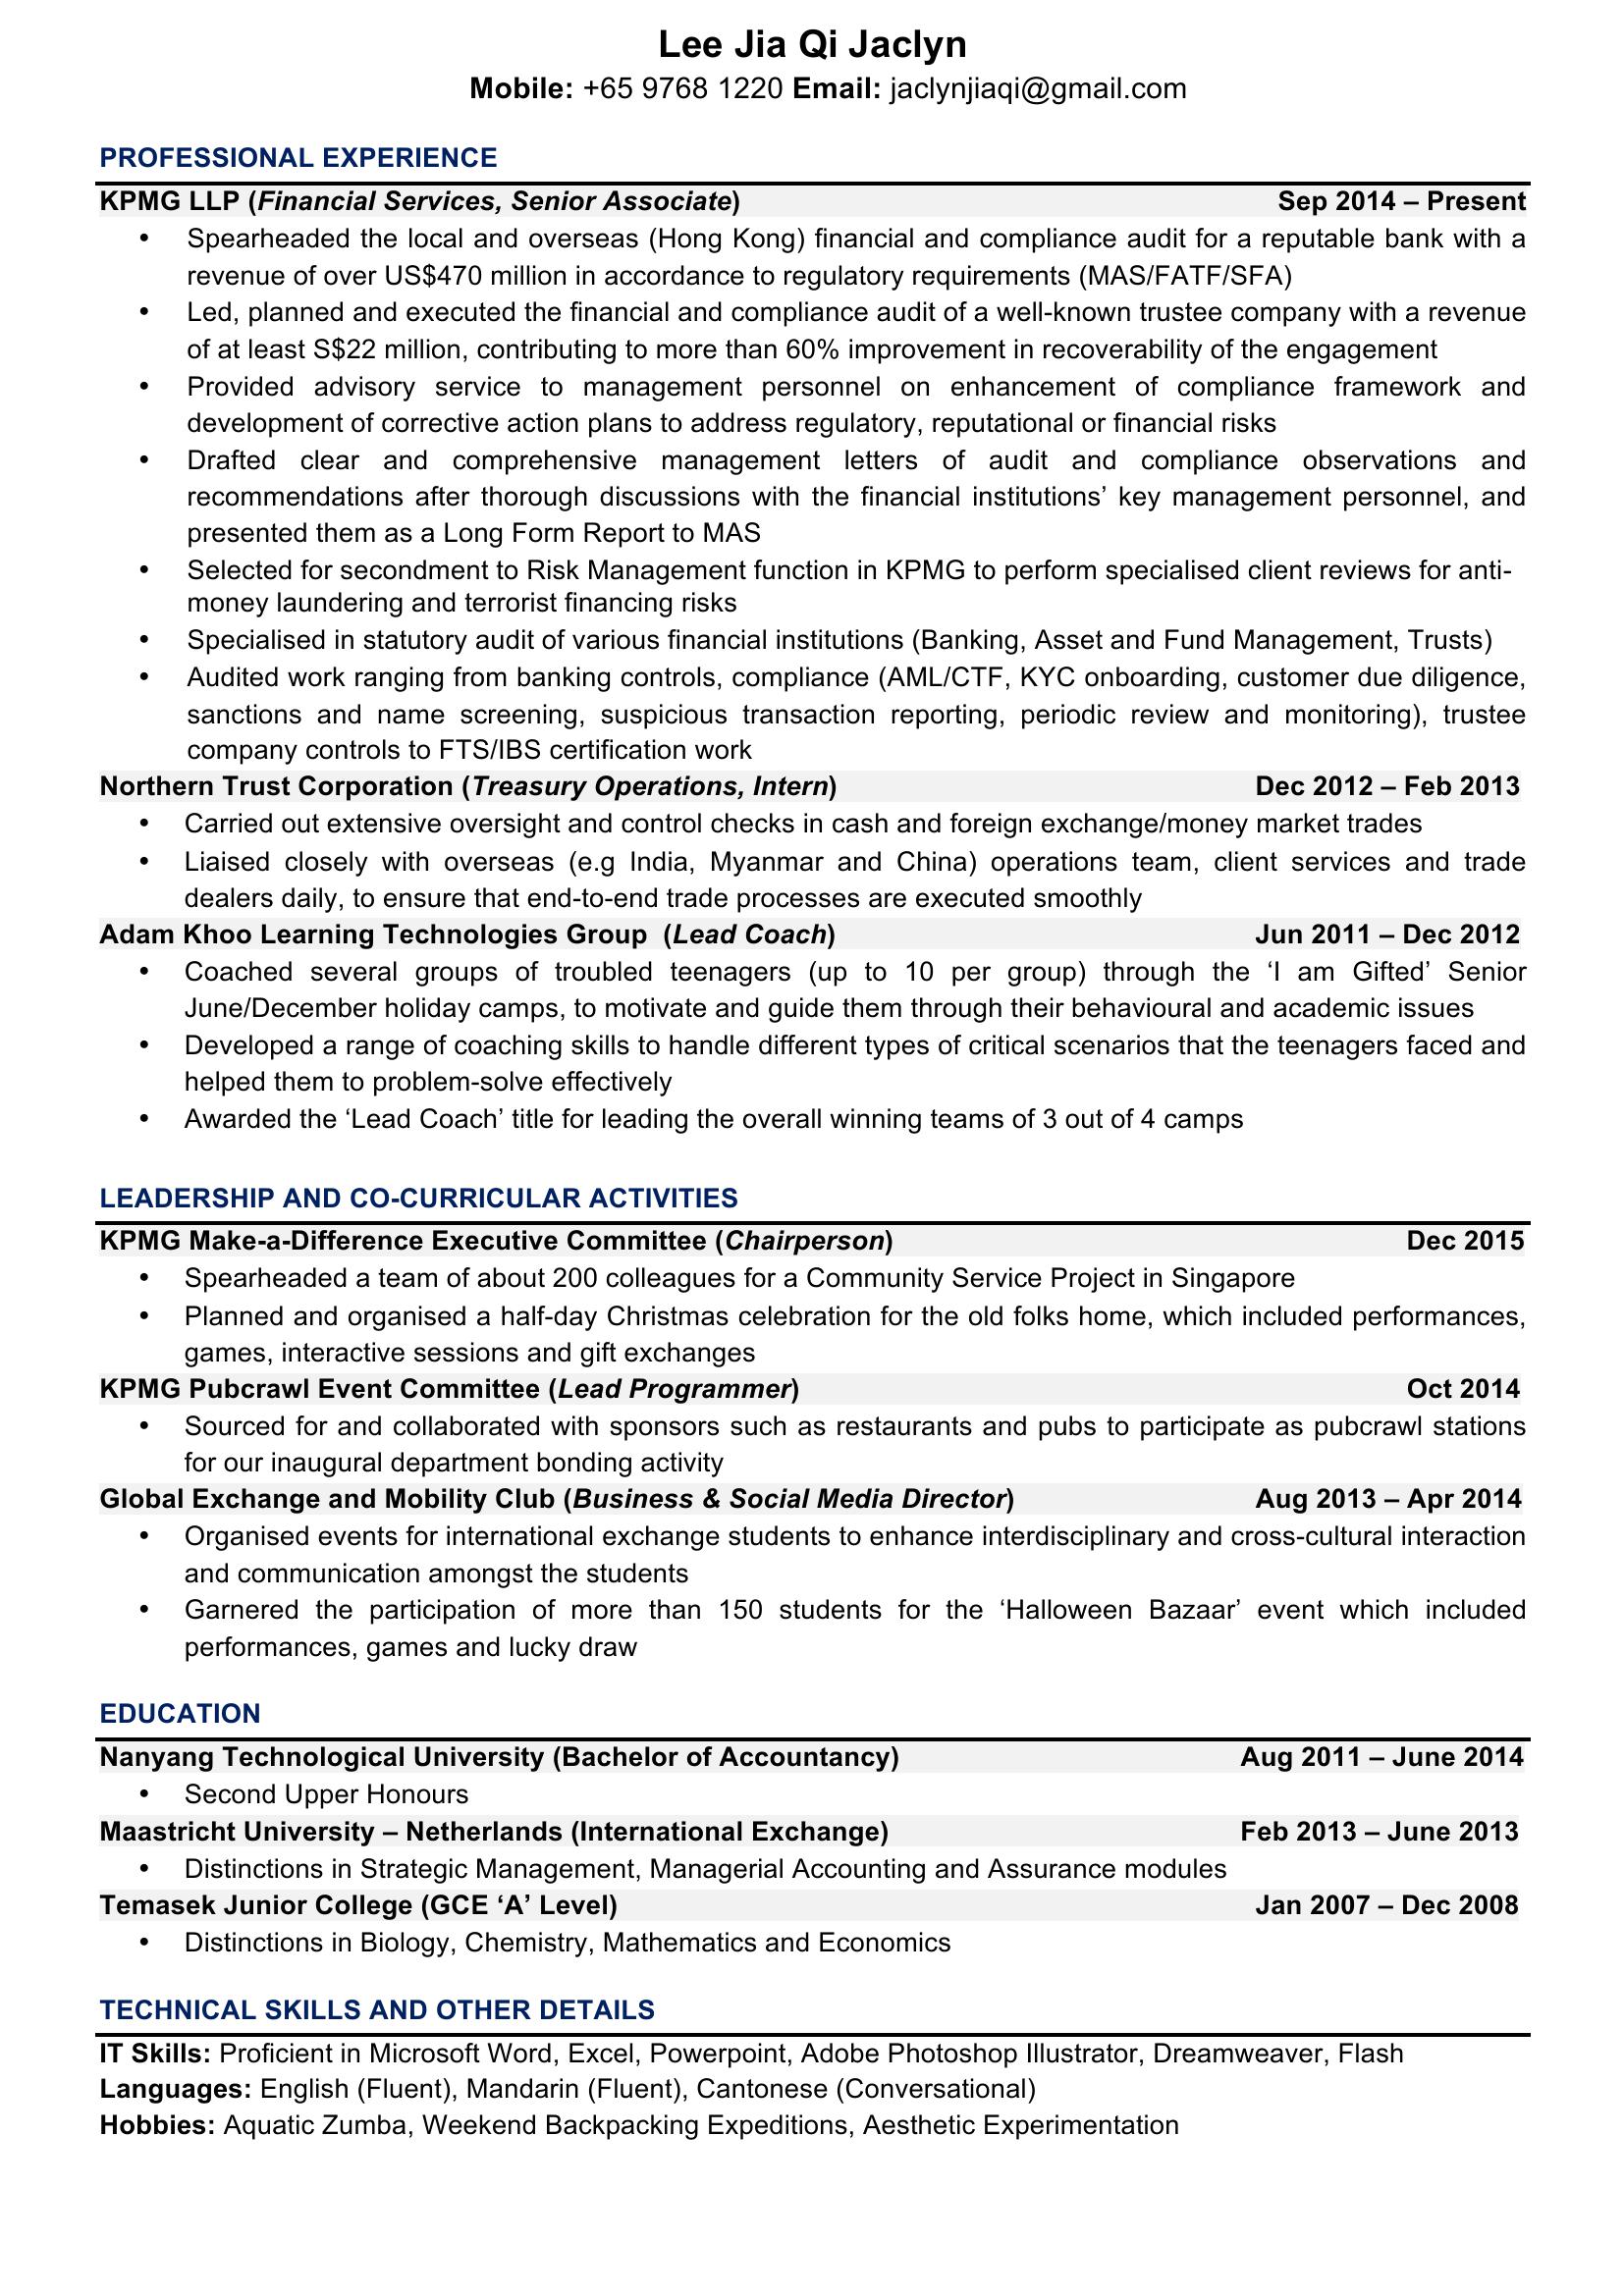 Lee Jia Qi Jaclyn
Mobile: +65 9768 1220 Email: jaclynjiaqi@gmail.com
PROFESSIONAL EXPERIENCE
KPMG LLP (Financial Services, Senior Associate) Sep 2014 – Present
• Spearheaded the local and overseas (Hong Kong) financial and compliance audit for a reputable bank with a
revenue of over US$470 million in accordance to regulatory requirements (MAS/FATF/SFA)
• Led, planned and executed the financial and compliance audit of a well-known trustee company with a revenue
of at least S$22 million, contributing to more than 60% improvement in recoverability of the engagement
• Provided advisory service to management personnel on enhancement of compliance framework and
development of corrective action plans to address regulatory, reputational or financial risks
• Drafted clear and comprehensive management letters of audit and compliance observations and
recommendations after thorough discussions with the financial institutions’ key management personnel, and
presented them as a Long Form Report to MAS
• Selected for secondment to Risk Management function in KPMG to perform specialised client reviews for anti-
money laundering and terrorist financing risks
• Specialised in statutory audit of various financial institutions (Banking, Asset and Fund Management, Trusts)
• Audited work ranging from banking controls, compliance (AML/CTF, KYC onboarding, customer due diligence,
sanctions and name screening, suspicious transaction reporting, periodic review and monitoring), trustee
company controls to FTS/IBS certification work
Northern Trust Corporation (Treasury Operations, Intern) Dec 2012 – Feb 2013
• Carried out extensive oversight and control checks in cash and foreign exchange/money market trades
• Liaised closely with overseas (e.g India, Myanmar and China) operations team, client services and trade
dealers daily, to ensure that end-to-end trade processes are executed smoothly
Adam Khoo Learning Technologies Group (Lead Coach) Jun 2011 – Dec 2012
• Coached several groups of troubled teenagers (up to 10 per group) through the ‘I am Gifted’ Senior
June/December holiday camps, to motivate and guide them through their behavioural and academic issues
• Developed a range of coaching skills to handle different types of critical scenarios that the teenagers faced and
helped them to problem-solve effectively
• Awarded the ‘Lead Coach’ title for leading the overall winning teams of 3 out of 4 camps
LEADERSHIP AND CO-CURRICULAR ACTIVITIES
KPMG Make-a-Difference Executive Committee (Chairperson) Dec 2015
• Spearheaded a team of about 200 colleagues for a Community Service Project in Singapore
• Planned and organised a half-day Christmas celebration for the old folks home, which included performances,
games, interactive sessions and gift exchanges
KPMG Pubcrawl Event Committee (Lead Programmer) Oct 2014
• Sourced for and collaborated with sponsors such as restaurants and pubs to participate as pubcrawl stations
for our inaugural department bonding activity
Global Exchange and Mobility Club (Business & Social Media Director) Aug 2013 – Apr 2014
• Organised events for international exchange students to enhance interdisciplinary and cross-cultural interaction
and communication amongst the students
• Garnered the participation of more than 150 students for the ‘Halloween Bazaar’ event which included
performances, games and lucky draw
EDUCATION
Nanyang Technological University (Bachelor of Accountancy) Aug 2011 – June 2014
• Second Upper Honours
Maastricht University – Netherlands (International Exchange) Feb 2013 – June 2013
• Distinctions in Strategic Management, Managerial Accounting and Assurance modules
Temasek Junior College (GCE ‘A’ Level) Jan 2007 – Dec 2008
• Distinctions in Biology, Chemistry, Mathematics and Economics
TECHNICAL SKILLS AND OTHER DETAILS
IT Skills: Proficient in Microsoft Word, Excel, Powerpoint, Adobe Photoshop Illustrator, Dreamweaver, Flash
Languages: English (Fluent), Mandarin (Fluent), Cantonese (Conversational)
Hobbies: Aquatic Zumba, Weekend Backpacking Expeditions, Aesthetic Experimentation